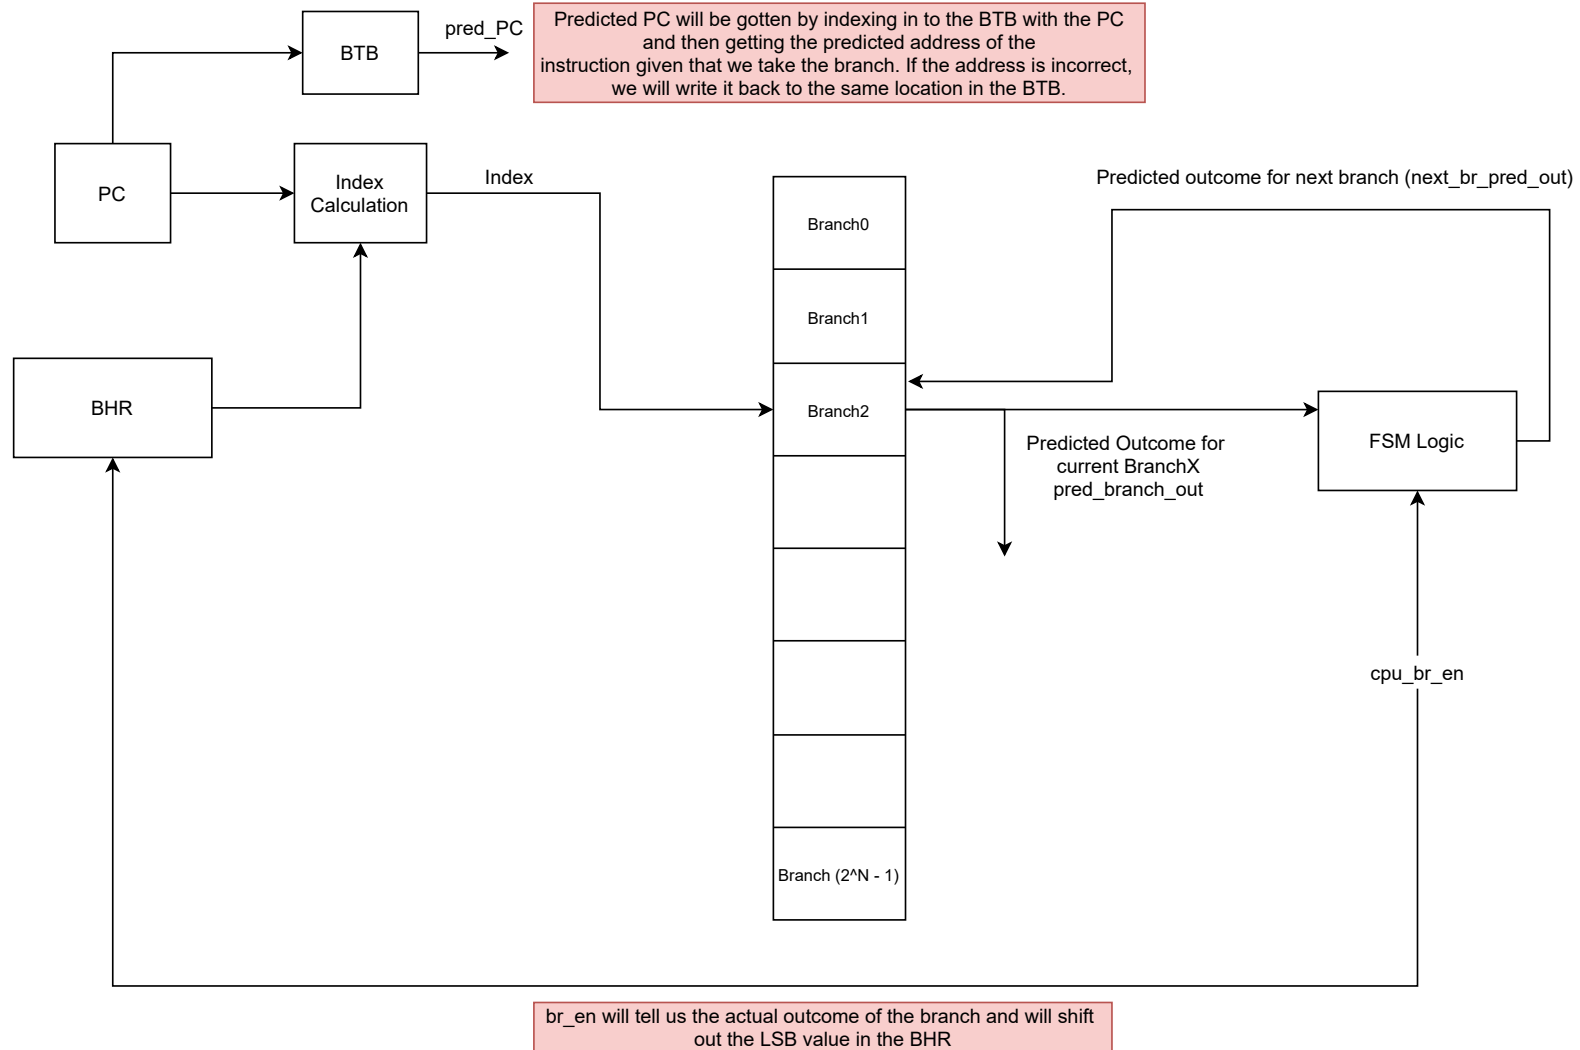 BTB
pred_PC
Predicted PC will be gotten by indexing in to the BTB with the PC
and then getting the predicted address of the
instruction given that we take the branch. If the address is incorrect,
we will write it back to the same location in the BTB.
PC
Index
Calculation
Index
Predicted outcome for next branch (next_br_pred_out)
Branch0
Branch1
BHR
Branch2
FSM Logic
Predicted Outcome for
current BranchX
pred_branch_out
cpu_br_en
Branch (2^N - 1)
br_en will tell us the actual outcome of the branch and will shift
out the LSB value in the BHR